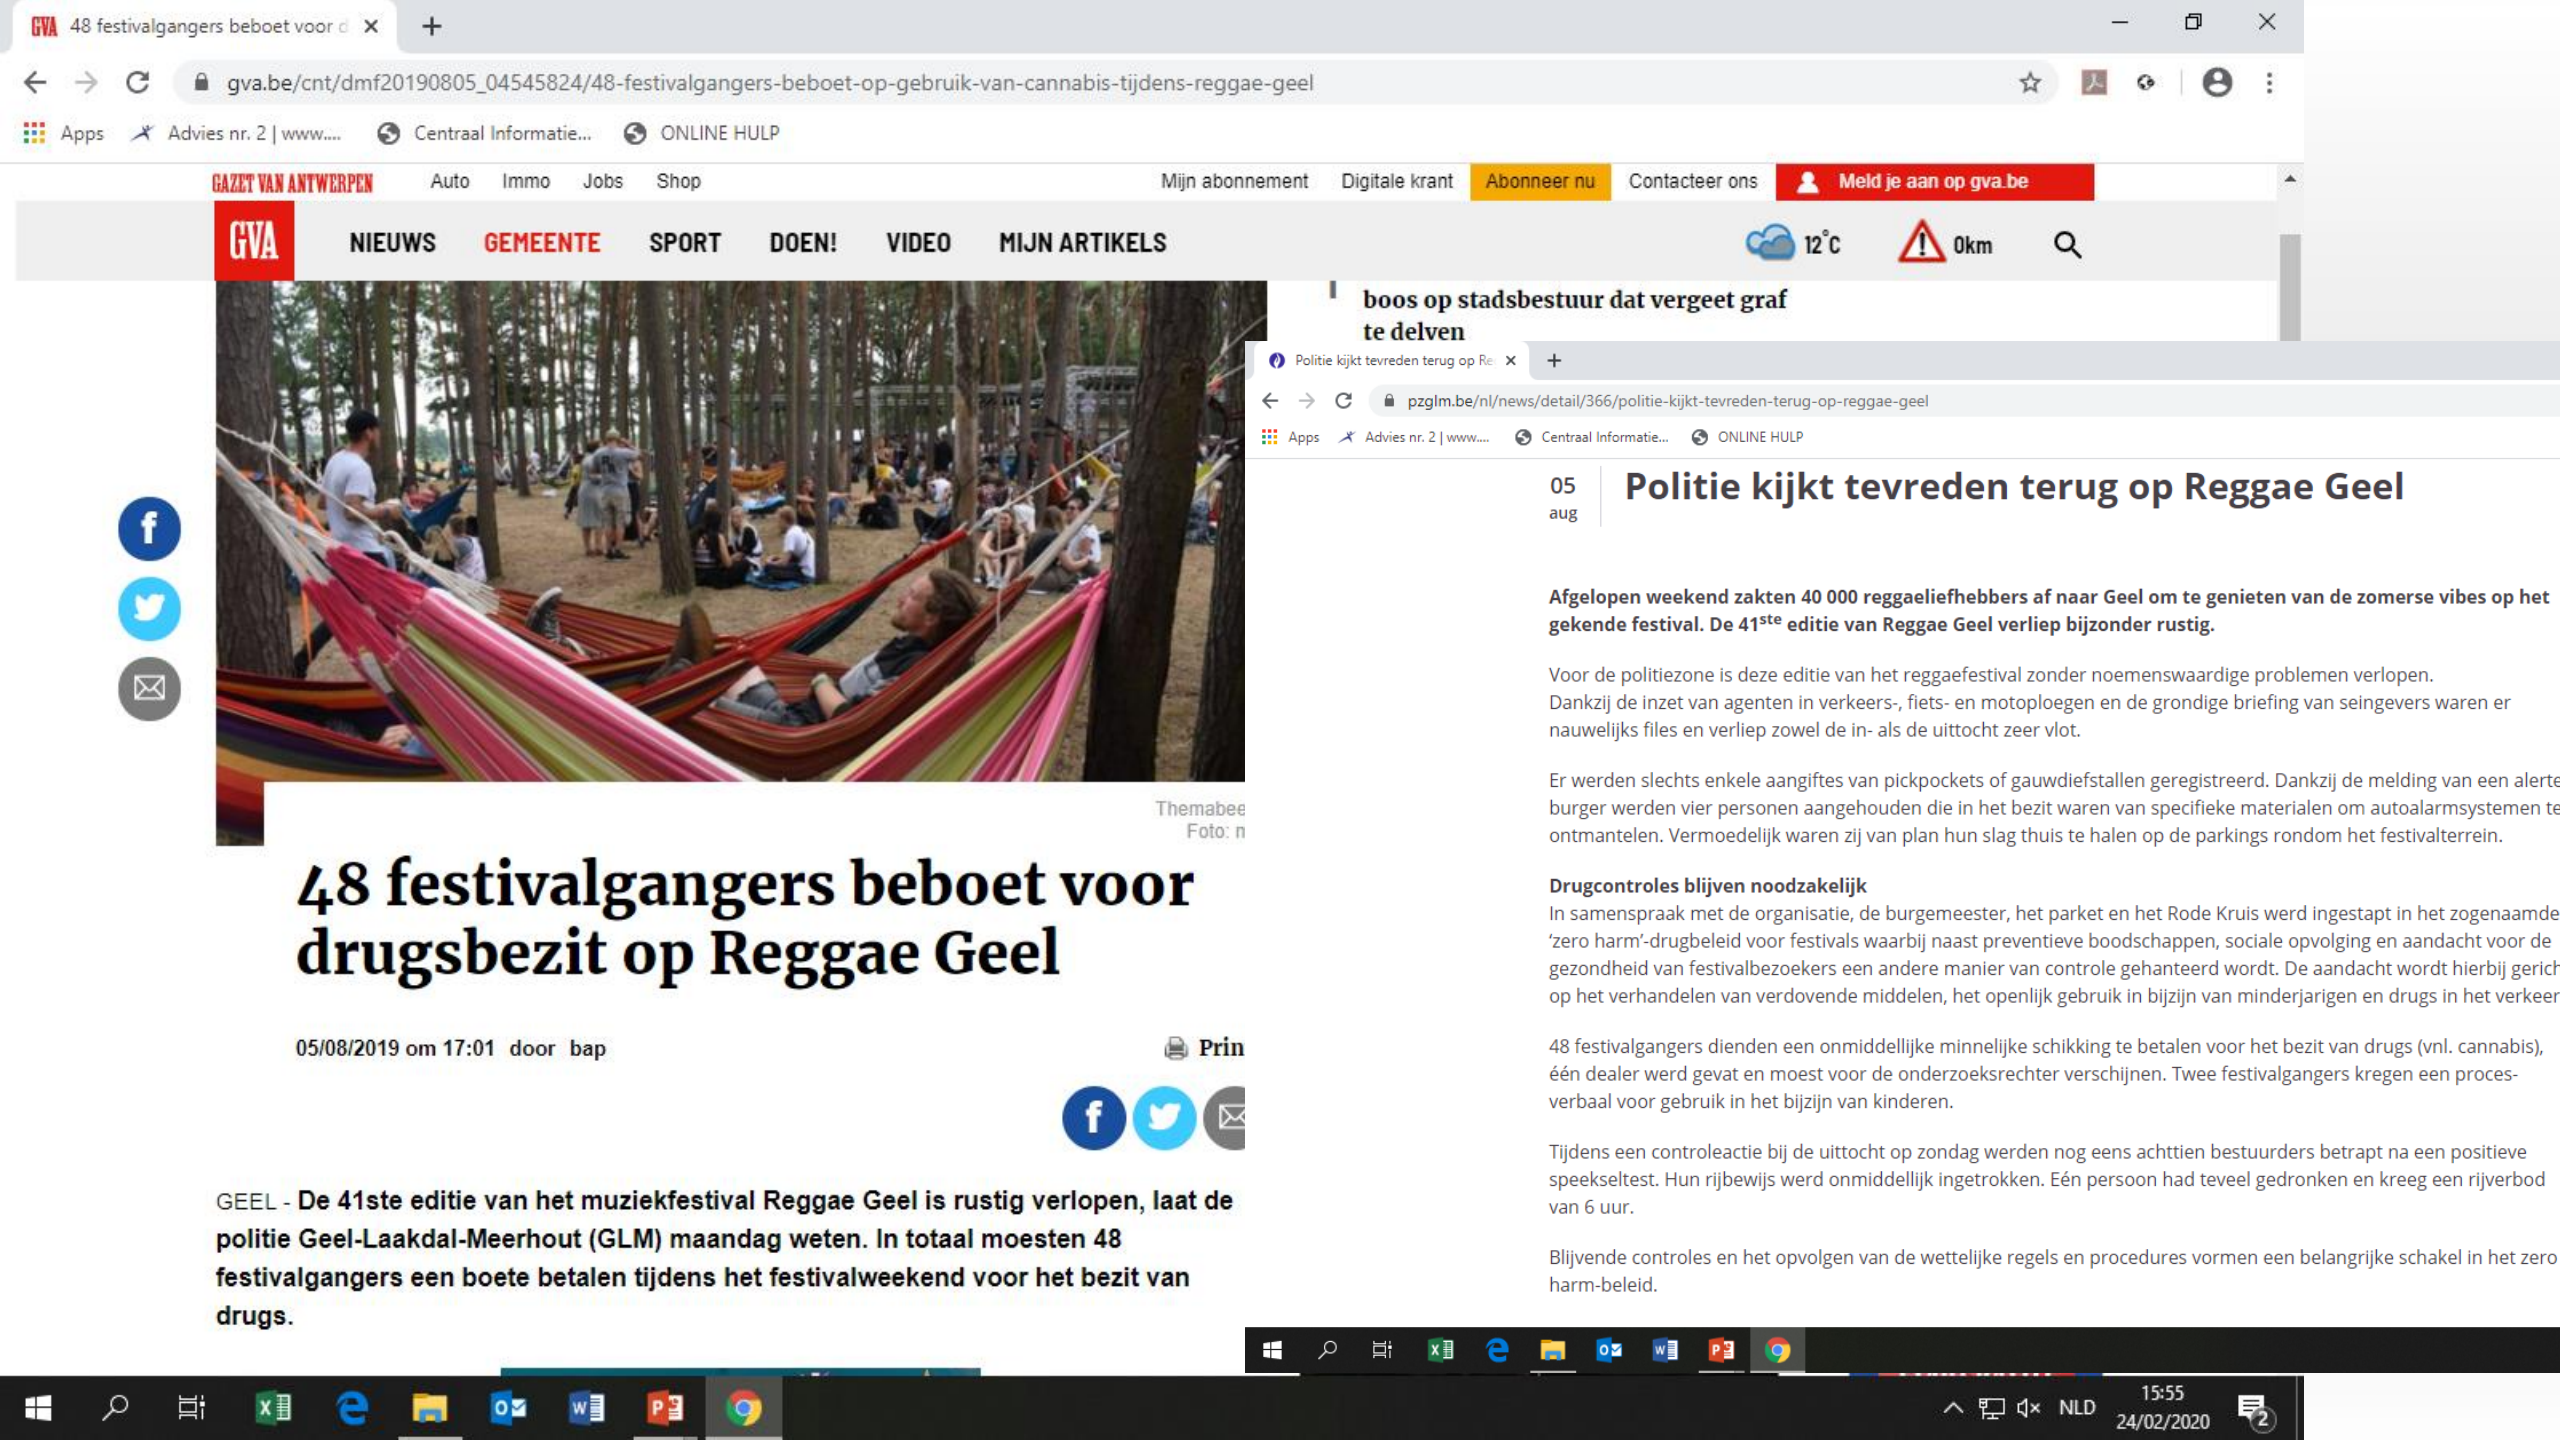 GVA 48 festivalgangers beboet voor d
gva.be/cnt/dmf20190805_04545824/48-festivalgangers-beboet-op-gebruik-van-cannabis-tijdens-reggae-geel
Apps Advies nr. 2 | www.... Centraal Informatie... ONLINE HULP
GAZET VAN ANTWERPEN Auto Immo Jobs Shop Mijn abonnement Digitale krant Abonneer nu Contacteer ons Meld je aan op gva.be
GVA NIEUWS GEMEENTE SPORT DOEN! VIDEO MIJN ARTIKELS 12°C 0km
boos op stadsbestuur dat vergeet graf
te delven
Themabee
Foto: n
48 festivalgangers beboet voor
drugsbezit op Reggae Geel
05/08/2019 om 17:01 door bap Prin
GEEL - De 41ste editie van het muziekfestival Reggae Geel is rustig verlopen, laat de
politie Geel-Laakdal-Meerhout (GLM) maandag weten. In totaal moesten 48
festivalgangers een boete betalen tijdens het festivalweekend voor het bezit van
drugs.
Politie kijkt tevreden terug op Re
pzglm.be/nl/news/detail/366/politie-kijkt-tevreden-terug-op-reggae-geel
Apps Advies nr. 2 | www.... Centraal Informatie... ONLINE HULP
05
aug
Politie kijkt tevreden terug op Reggae Geel
Afgelopen weekend zakten 40 000 reggaeliefhebbers af naar Geel om te genieten van de zomerse vibes op het
gekende festival. De 41ste editie van Reggae Geel verliep bijzonder rustig.
Voor de politiezone is deze editie van het reggaefestival zonder noemenswaardige problemen verlopen.
Dankzij de inzet van agenten in verkeers-, fiets- en motoploegen en de grondige briefing van seingevers waren er
nauwelijks files en verliep zowel de in- als de uittocht zeer vlot.
Er werden slechts enkele aangiftes van pickpockets of gauwdiefstallen geregistreerd. Dankzij de melding van een alerte
burger werden vier personen aangehouden die in het bezit waren van specifieke materialen om autoalarmsystemen te
ontmantelen. Vermoedelijk waren zij van plan hun slag thuis te halen op de parkings rondom het festivalterrein.
Drugcontroles blijven noodzakelijk
In samenspraak met de organisatie, de burgemeester, het parket en het Rode Kruis werd ingestapt in het zogenaamde
‘zero harm’-drugbeleid voor festivals waarbij naast preventieve boodschappen, sociale opvolging en aandacht voor de
gezondheid van festivalbezoekers een andere manier van controle gehanteerd wordt. De aandacht wordt hierbij gerich
op het verhandelen van verdovende middelen, het openlijk gebruik in bijzijn van minderjarigen en drugs in het verkeer
48 festivalgangers dienden een onmiddellijke minnelijke schikking te betalen voor het bezit van drugs (vnl. cannabis),
één dealer werd gevat en moest voor de onderzoeksrechter verschijnen. Twee festivalgangers kregen een proces-
verbaal voor gebruik in het bijzijn van kinderen.
Tijdens een controleactie bij de uittocht op zondag werden nog eens achttien bestuurders betrapt na een positieve
speekseltest. Hun rijbewijs werd onmiddellijk ingetrokken. Eén persoon had teveel gedronken en kreeg een rijverbod
van 6 uur.
Blijvende controles en het opvolgen van de wettelijke regels en procedures vormen een belangrijke schakel in het zero
harm-beleid.
NLD 15:55
24/02/2020
2